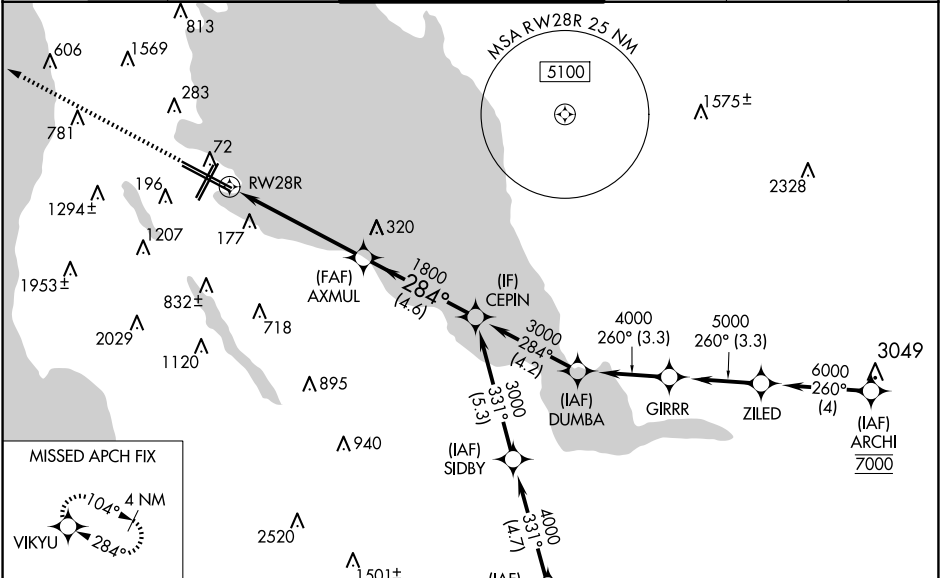 813
606
1569
283
781
72
RW28R
196
1294±
177
1207
1953±
832±
718
2029
1120
895
940
2520
1501±
MSA RW28R 25 NM
5100
1575±
2328
320
(FAF)
AXMUL
1800
284°
(4.6)
(IF)
CEPIN
3000
284°
(4.2)
4000
260° (3.3)
5000
260° (3.3)
6000
260°
(4)
3049
(IAF)
DUMBA
GIRRR
ZILED
(IAF)
ARCHI
7000
3000
331°
(5.3)
(IAF)
SIDBY
4000
331°
(4.7)
(IAF)
MISSED APCH FIX
4 NM
104°
VIKYU
284°